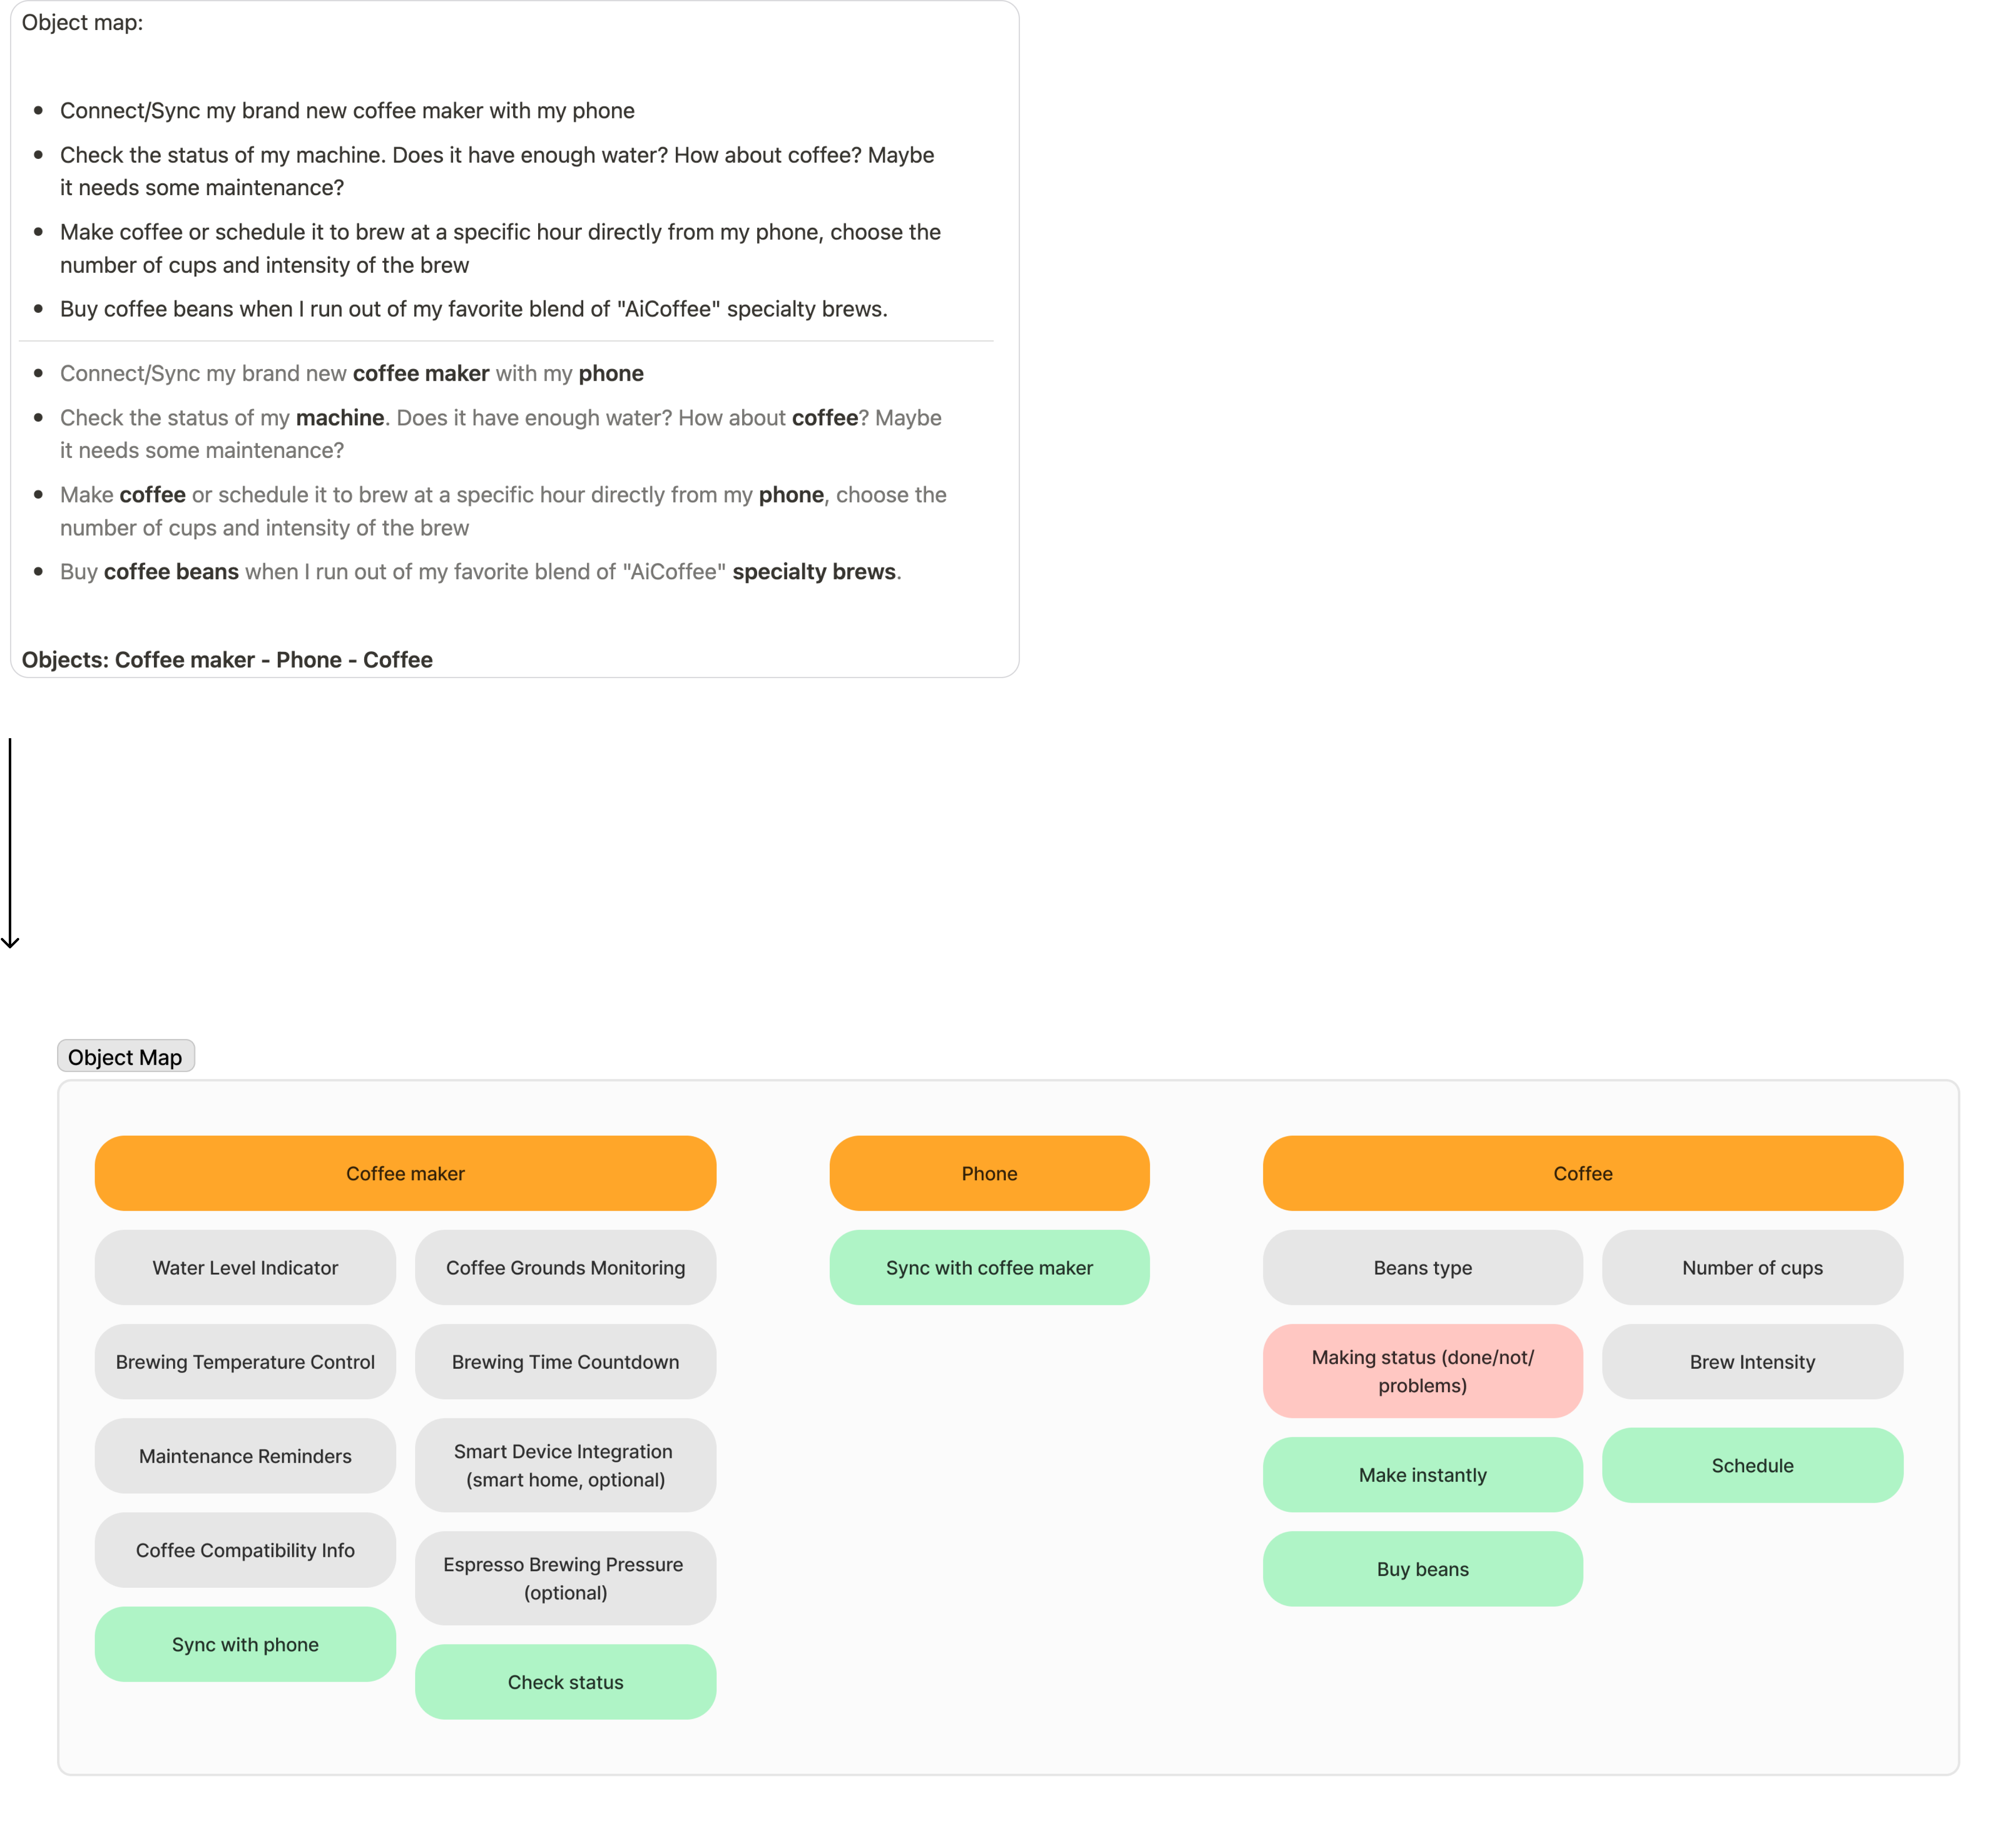 Object map:
• Connect/Sync my brand new coffee maker with my phone
• Check the status of my machine. Does it have enough water? How about coffee? Maybe
it needs some maintenance?
• Make coffee or schedule it to brew at a specific hour directly from my phone, choose the
number of cups and intensity of the brew
• Buy coffee beans when I run out of my favorite blend of "AiCoffee" specialty brews.
• Connect/Sync my brand new coffee maker with my phone
• Check the status of my machine. Does it have enough water? How about coffee? Maybe
it needs some maintenance?
• Make coffee or schedule it to brew at a specific hour directly from my phone, choose the
number of cups and intensity of the brew
• Buy coffee beans when I run out of my favorite blend of "AiCoffee" specialty brews.
Objects: Coffee maker - Phone - Coffee
Object Map
Coffee maker
Water Level Indicator
Coffee Grounds Monitoring
Brewing Temperature Control
Brewing Time Countdown
Maintenance Reminders
Smart Device Integration
(smart home, optional)
Coffee Compatibility Info
Espresso Brewing Pressure
(optional)
Sync with phone
Check status
Phone
Sync with coffee maker
Coffee
Beans type
Number of cups
Making status (done/not/
problems)
Brew Intensity
Make instantly
Schedule
Buy beans